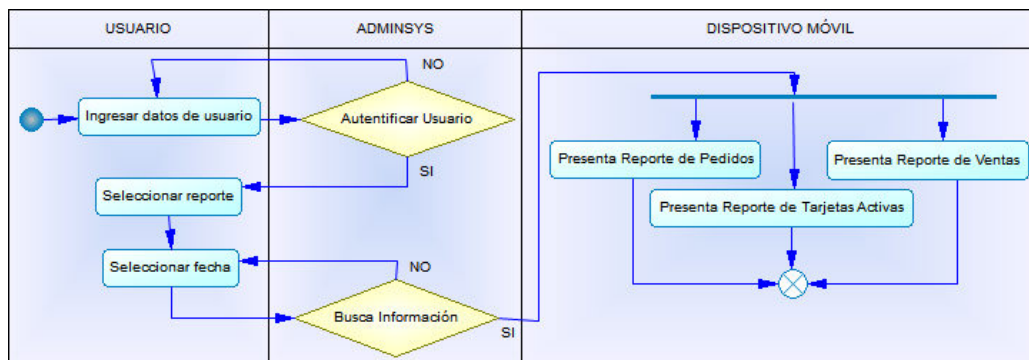 USUARIO
ADMINSYS
DISPOSITIVO MÓVIL
NO
Ingresar datos de usuario
Autentificar Usuario
SI
Presenta Reporte de Pedidos
Presenta Reporte de Ventas
Seleccionar reporte
Presenta Reporte de Tarjetas Activas
Seleccionar fecha
NO
Busca Información
SI